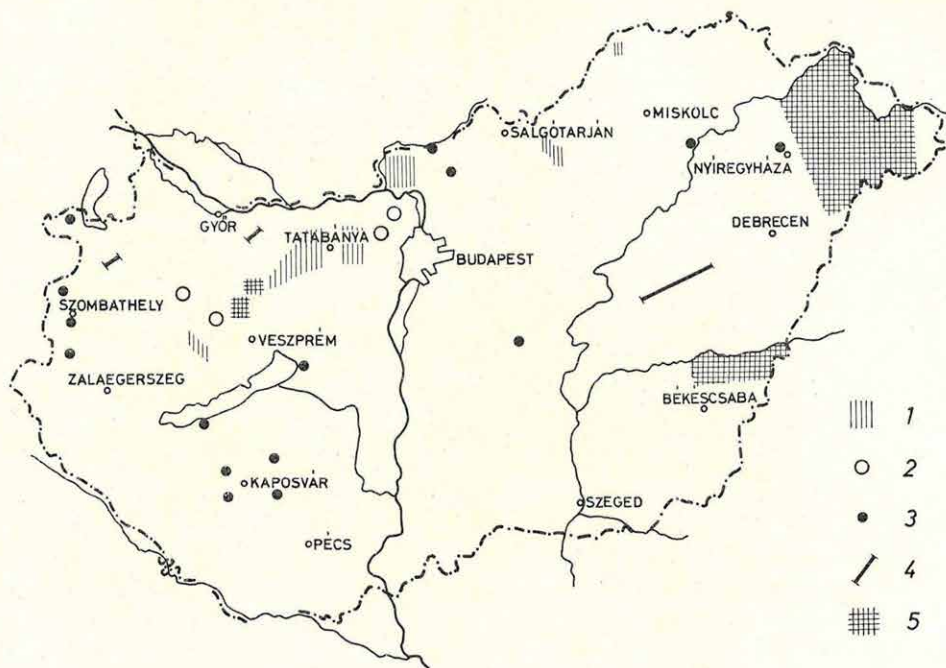 SALGÓTARJÁN
MISKOLC
NYÍREGYHÁZA
GYŐR
TATABÁNYA
DEBRECEN
BUDAPEST
SZOMBATHELY
VESZPRÉM
ZALAEGERSZEG
BÉKÉSCSABA
KAPOSVÁR
SZEGED
PÉCS
1
2
3
4
5